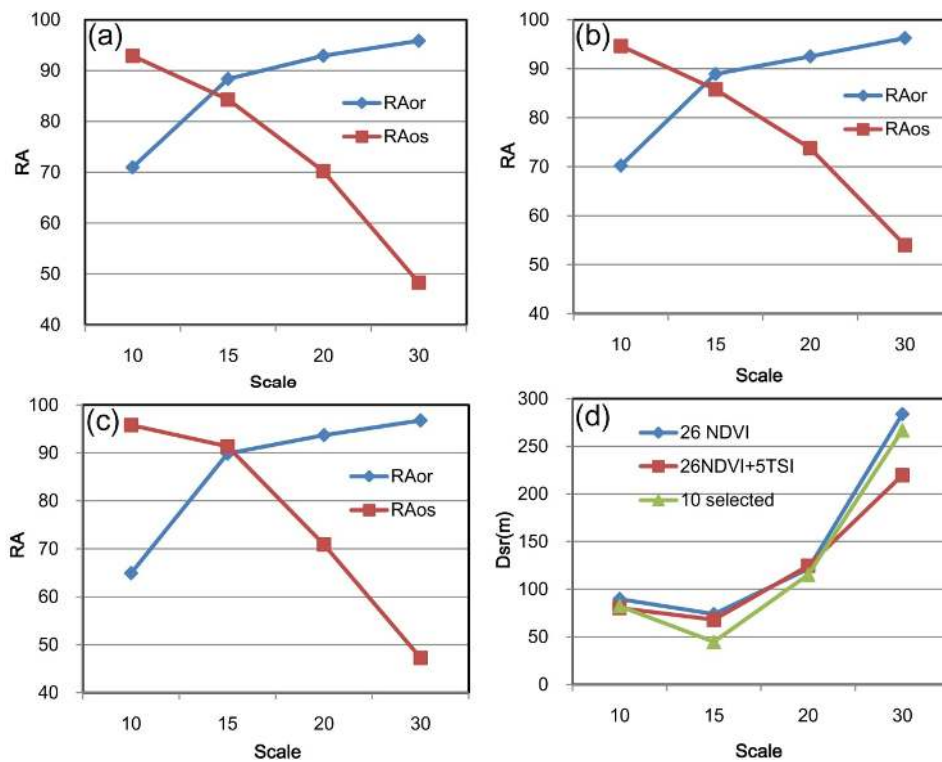 (a)
100
90
80
70
60
50
40
RA
RAor
RAos
10 15 20 30
Scale
(b)
100
90
80
70
60
50
40
RA
RAor
RAos
10 15 20 30
Scale
(c)
100
90
80
70
60
50
40
RA
RAor
RAos
10 15 20 30
Scale
(d)
300
250
200
150
100
50
0
Dsr(m)
26 NDVI
26NDVI+5TSI
10 selected
10 15 20 30
Scale